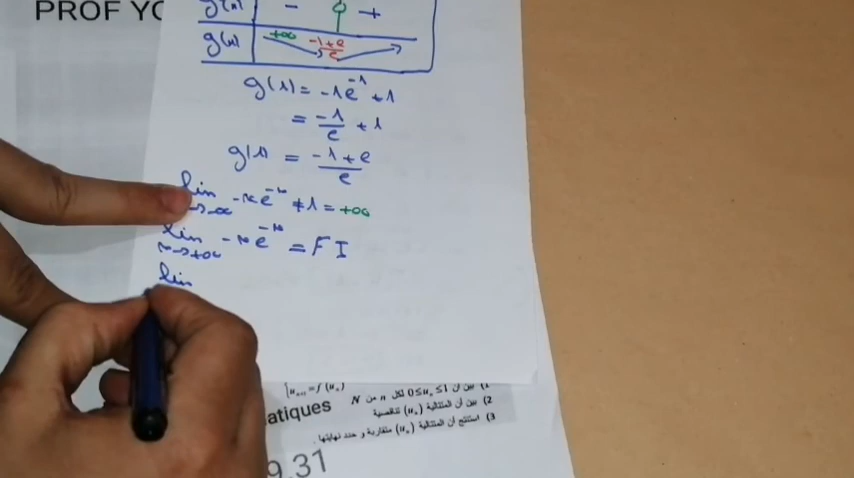 PROF YO
g'(x) - 0 +
g(x) +∞ -1+e/e
g(1) = -1e^-1 + 1
= -1/e + 1
g(1) = -1+e/e
lim x→-∞ -xe^-x + 1 = +∞
lim x→+∞ -xe^-x = FI
lim
u_{n+1} = f(u_n)
1) بين أن 0≤u_n≤1 لكل n من N
2) بين أن المتتالية (u_n) تناقصية
3) استنتج أن المتتالية (u_n) متقاربة و حدد نهايتها.
atiques
9.31